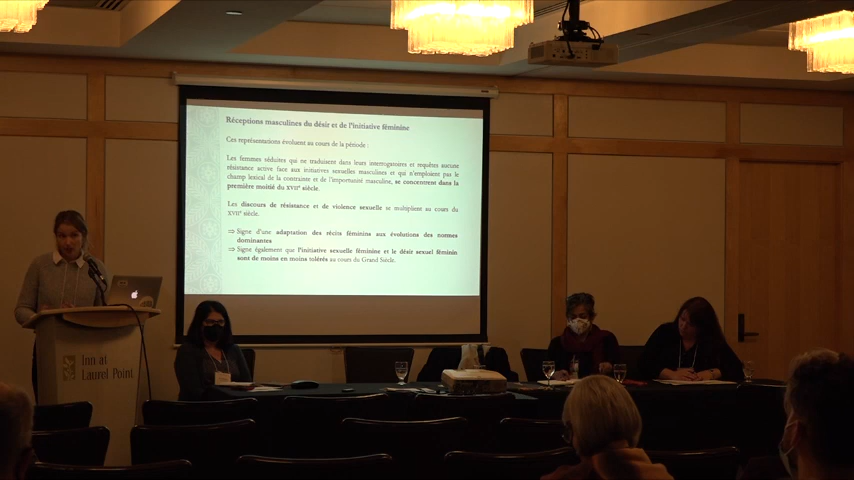 Réceptions masculines du désir et de l'initiative féminine
Ces représentations évoluent au cours de la période :
Les femmes séduites qui ne traduisent dans leurs interrogatoires et requêtes aucune
résistance active face aux initiatives sexuelles masculines et qui n'emploient pas le
champ lexical de la contrainte et de l'importunité masculine, se concentrent dans la
première moitié du XVIIe siècle.
Les discours de résistance et de violence sexuelle se multiplient au cours du
XVIIe siècle.
⇒ Signe d'une adaptation des récits féminins aux évolutions des normes
dominantes
⇒ Signe également que l'initiative sexuelle féminine et le désir sexuel féminin
sont de moins en moins tolérés au cours du Grand Siècle.
Inn at
Laurel Point